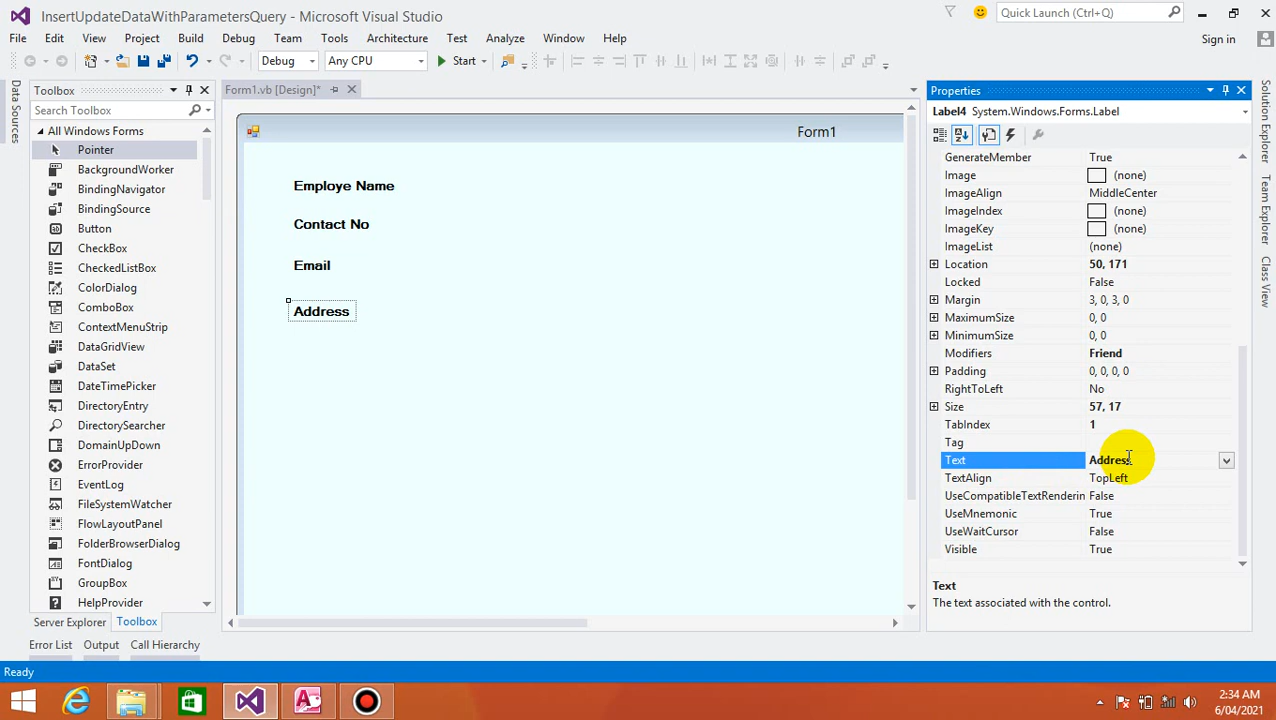 InsertUpdateDataWithParametersQuery - Microsoft Visual Studio
Quick Launch (Ctrl+Q)
File Edit View Project Build Debug Team Tools Architecture Test Analyze Window Help
Sign in
Debug Any CPU Start
Data Sources
Toolbox
Search Toolbox
All Windows Forms
Pointer
BackgroundWorker
BindingNavigator
BindingSource
Button
CheckBox
CheckedListBox
ColorDialog
ComboBox
ContextMenuStrip
DataGridView
DataSet
DateTimePicker
DirectoryEntry
DirectorySearcher
DomainUpDown
ErrorProvider
EventLog
FileSystemWatcher
FlowLayoutPanel
FolderBrowserDialog
FontDialog
GroupBox
HelpProvider
Server Explorer Toolbox
Form1.vb [Design]*
Form1
Employe Name
Contact No
Email
Address
Properties
Label4 System.Windows.Forms.Label
GenerateMember True
Image (none)
ImageAlign MiddleCenter
ImageIndex (none)
ImageKey (none)
ImageList (none)
Location 50, 171
Locked False
Margin 3, 0, 3, 0
MaximumSize 0, 0
MinimumSize 0, 0
Modifiers Friend
Padding 0, 0, 0, 0
RightToLeft No
Size 57, 17
TabIndex 1
Tag
Text Address
TextAlign TopLeft
UseCompatibleTextRenderin False
UseMnemonic True
UseWaitCursor False
Visible True
Text
The text associated with the control.
Solution Explorer
Team Explorer
Class View
Error List Output Call Hierarchy
Ready
2:34 AM
6/04/2021